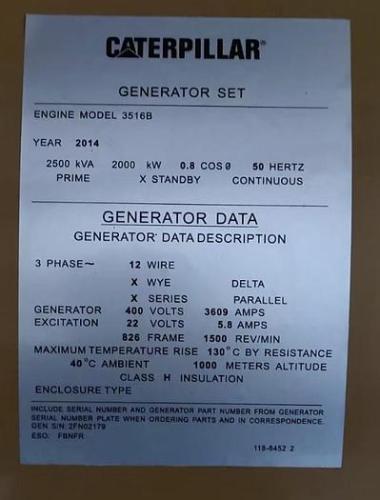 CATERPILLAR®
GENERATOR SET
ENGINE MODEL 3516B
YEAR 2014
2500 kVA 2000 kW 0.8 COS Ø 50 HERTZ
PRIME X STANDBY CONTINUOUS
GENERATOR DATA
GENERATOR DATA DESCRIPTION
3 PHASE~ 12 WIRE
X WYE DELTA
X SERIES PARALLEL
GENERATOR 400 VOLTS 3609 AMPS
EXCITATION 22 VOLTS 5.8 AMPS
826 FRAME 1500 REV/MIN
MAXIMUM TEMPERATURE RISE 130°C BY RESISTANCE
40°C AMBIENT 1000 METERS ALTITUDE
CLASS H INSULATION
ENCLOSURE TYPE
INCLUDE SERIAL NUMBER AND GENERATOR PART NUMBER FROM GENERATOR
SERIAL NUMBER PLATE WHEN ORDERING PARTS AND IN CORRESPONDENCE.
GEN S/N: 2FN02179
ESO: FBNFR
118-8452 2